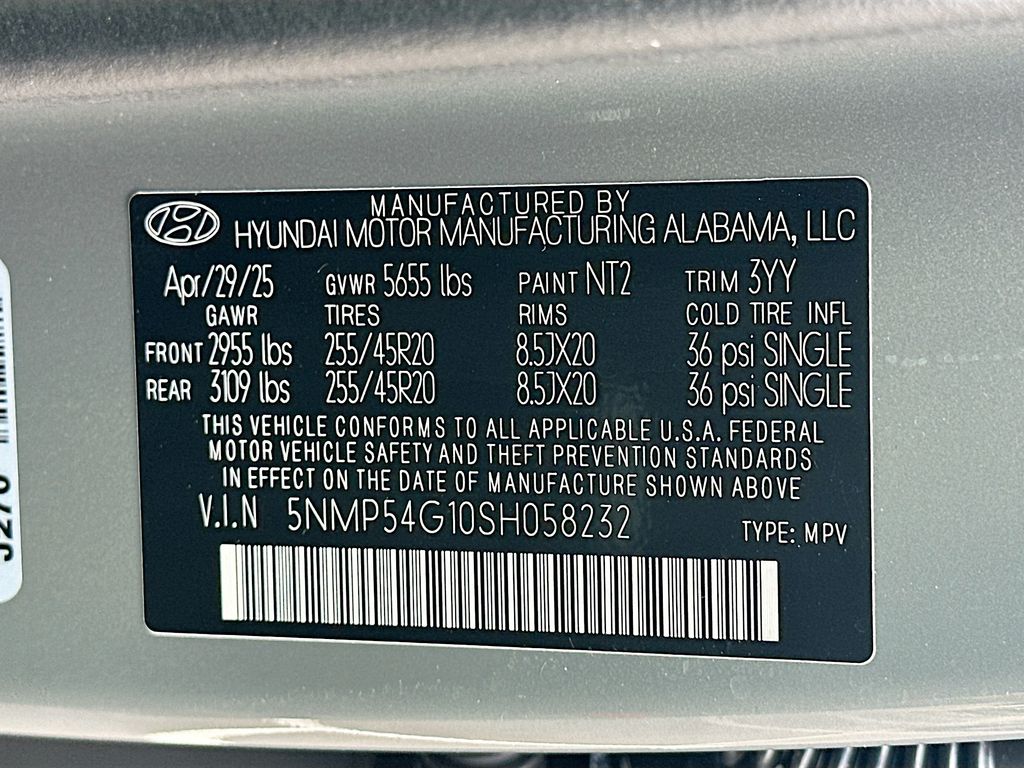 MANUFACTURED BY
HYUNDAI MOTOR MANUFACTURING ALABAMA, LLC
Apr/29/25 GVWR 5655 lbs PAINT NT2 TRIM 3YY
GAWR TIRES RIMS COLD TIRE INFL
FRONT 2955 lbs 255/45R20 8.5JX20 36 psi SINGLE
REAR 3109 lbs 255/45R20 8.5JX20 36 psi SINGLE
THIS VEHICLE CONFORMS TO ALL APPLICABLE U.S.A. FEDERAL
MOTOR VEHICLE SAFETY AND THEFT PREVENTION STANDARDS
IN EFFECT ON THE DATE OF MANUFACTURE SHOWN ABOVE
V.I.N 5NMP54G10SH058232 TYPE: MPV